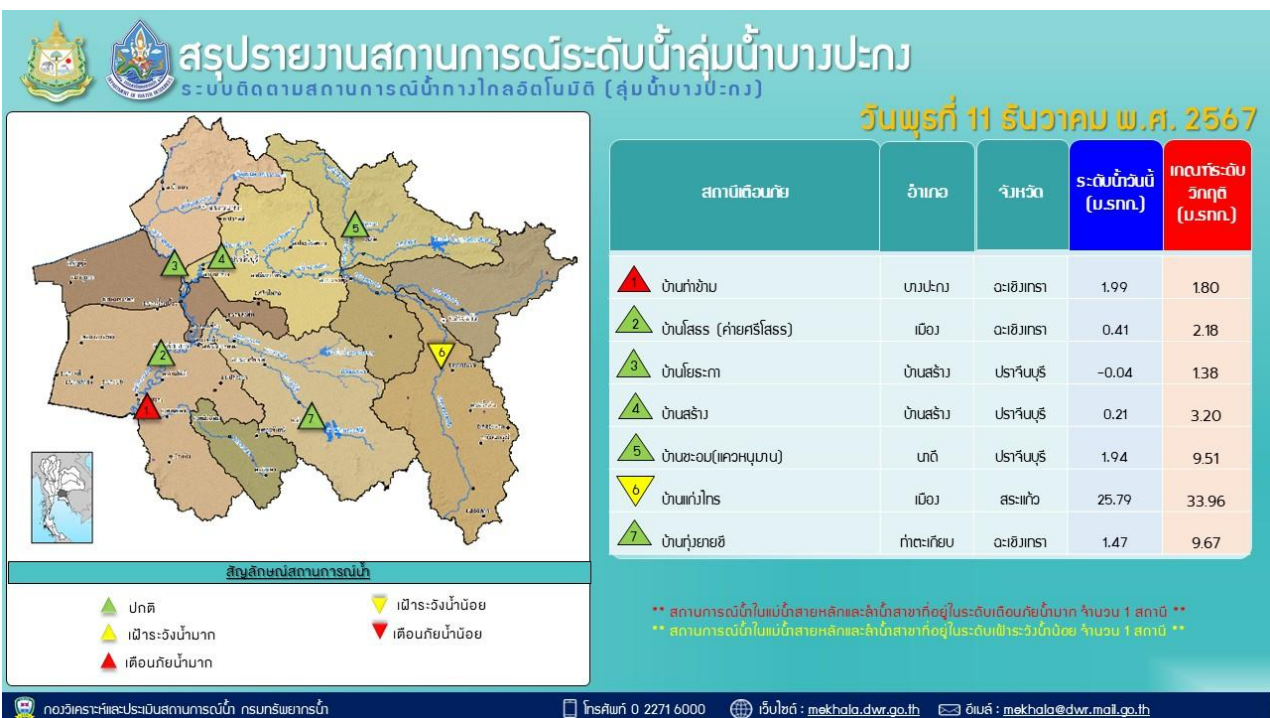 สรุปรายงานสถานการณ์ระดับน้ำลุ่มน้ำบางปะกง
ระบบติดตามสถานการณ์น้ำทางไกลอัตโนมัติ (ลุ่มน้ำบางปะกง)
วันพุธที่ 11 ธันวาคม พ.ศ. 2567
สถานีเตือนภัย อำเภอ จังหวัด ระดับน้ำวันนี้ (ม.รทก.) เกณฑ์ระดับวิกฤติ (ม.รทก.)
1 บ้านท่าข้าม บางปะกง ฉะเชิงเทรา 1.99 1.80
2 บ้านโสธร (ค่ายศรีโสธร) เมือง ฉะเชิงเทรา 0.41 2.18
3 บ้านโยธะกา บ้านสร้าง ปราจีนบุรี -0.04 1.38
4 บ้านสร้าง บ้านสร้าง ปราจีนบุรี 0.21 3.20
5 บ้านซะอม(แควหนุมาน) นาดี ปราจีนบุรี 1.94 9.51
6 บ้านแก่งไทร เมือง สระแก้ว 25.79 33.96
7 บ้านทุ่งยายชี ท่าตะเกียบ ฉะเชิงเทรา 1.47 9.67
5
4
3
6
2
1
7
สัญลักษณ์สถานการณ์น้ำ
ปกติ
เฝ้าระวังน้ำน้อย
เฝ้าระวังน้ำมาก
เตือนภัยน้ำน้อย
เตือนภัยน้ำมาก
** สถานการณ์น้ำในแม่น้ำสายหลักและลำน้ำสาขาที่อยู่ในระดับเตือนภัยน้ำมาก จำนวน 1 สถานี **
** สถานการณ์น้ำในแม่น้ำสายหลักและลำน้ำสาขาที่อยู่ในระดับเฝ้าระวังน้ำน้อย จำนวน 1 สถานี **
กองวิเคราะห์และประเมินสถานการณ์น้ำ กรมทรัพยากรน้ำ โทรศัพท์ 0 2271 6000 เว็บไซต์ : mekhala.dwr.go.th อีเมล์ : mekhala@dwr.mail.go.th